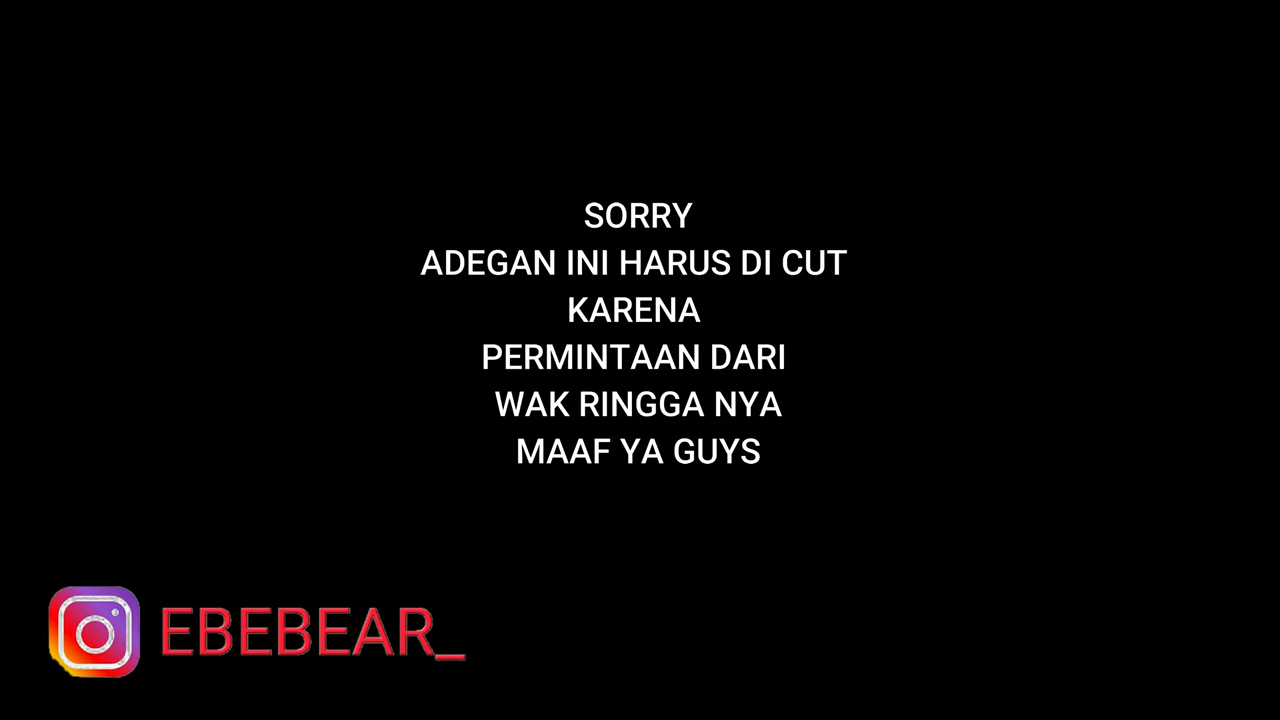 SORRY
ADEGAN INI HARUS DI CUT
KARENA
PERMINTAAN DARI
WAK RINGGA NYA
MAAF YA GUYS
EBEBEAR_